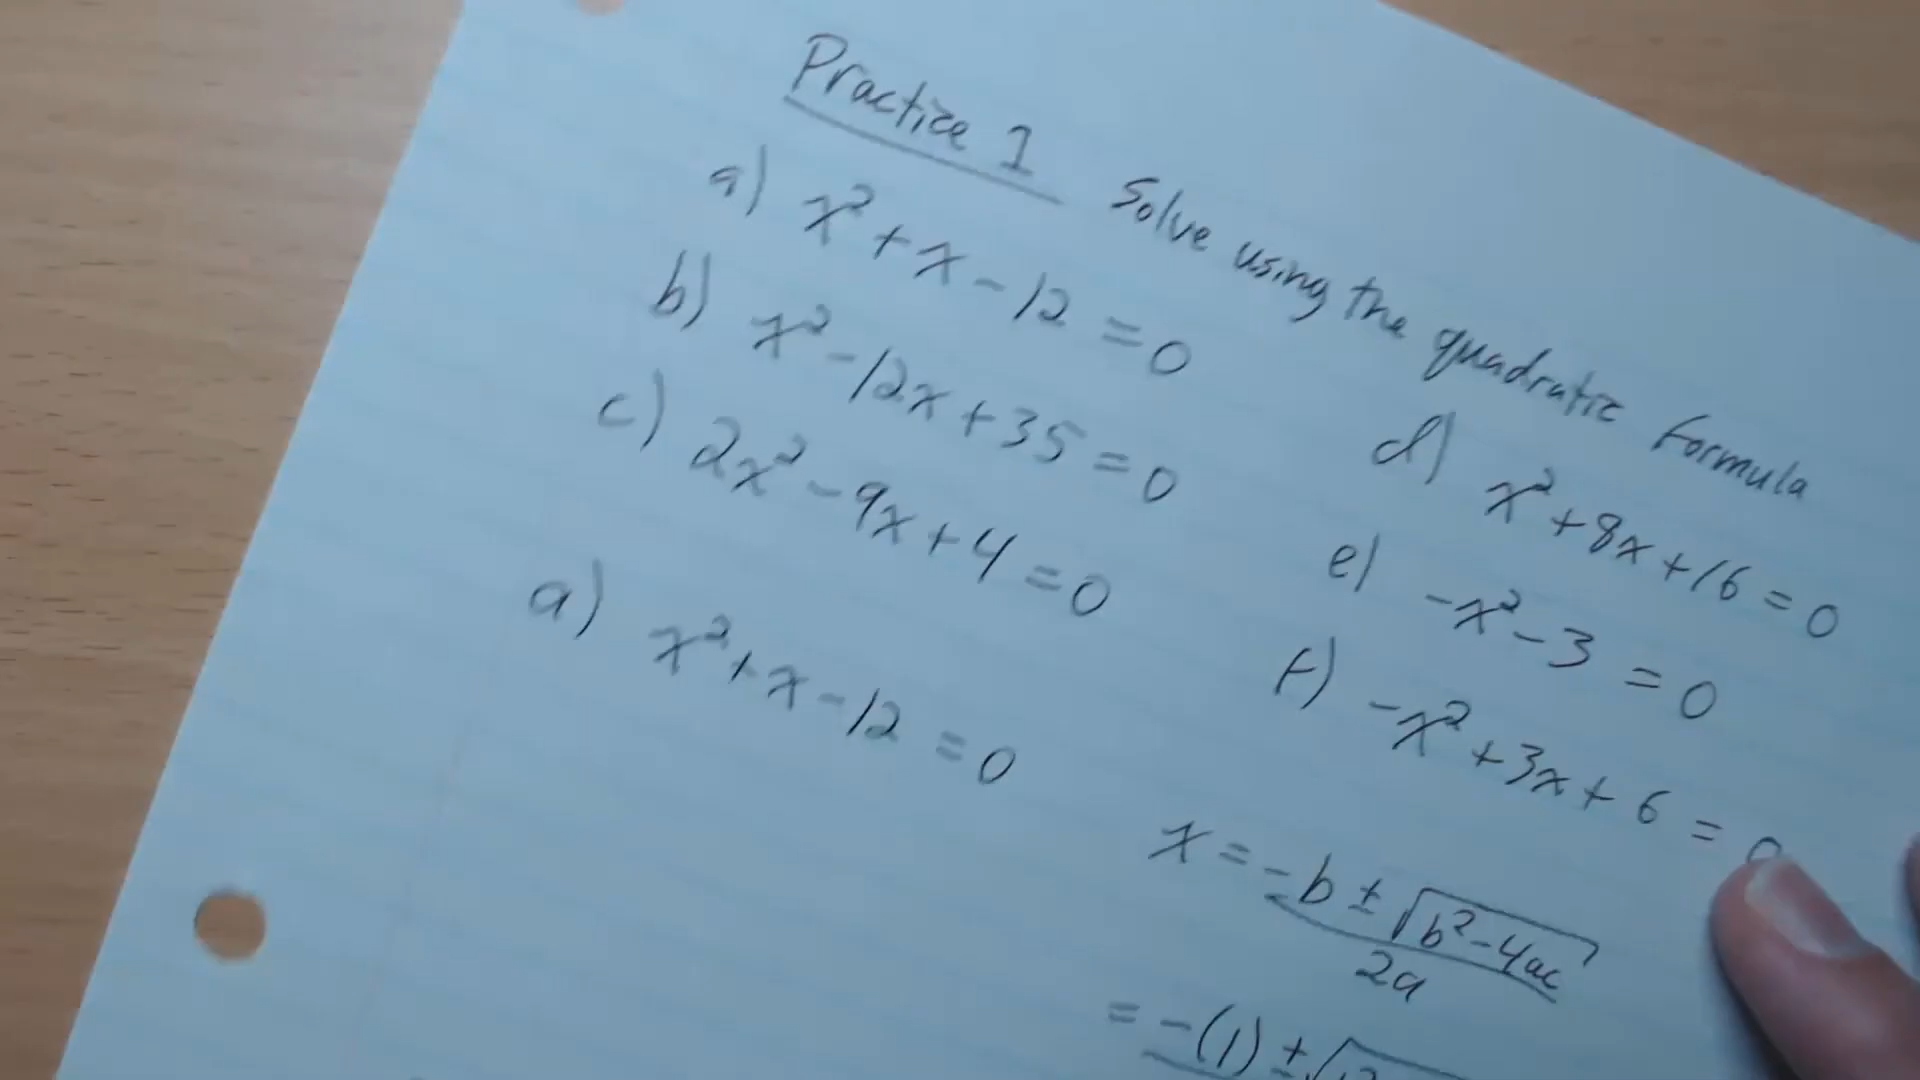 Practice 1 Solve using the quadratic formula
a) x² + x - 12 = 0
b) x² - 12x + 35 = 0
c) 2x² - 9x + 4 = 0
d) x² + 8x + 16 = 0
e) -x² - 3 = 0
f) -x² + 3x + 6 = 0
a) x² + x - 12 = 0
x = -b ± √b² - 4ac
2a
= -(1) ± √